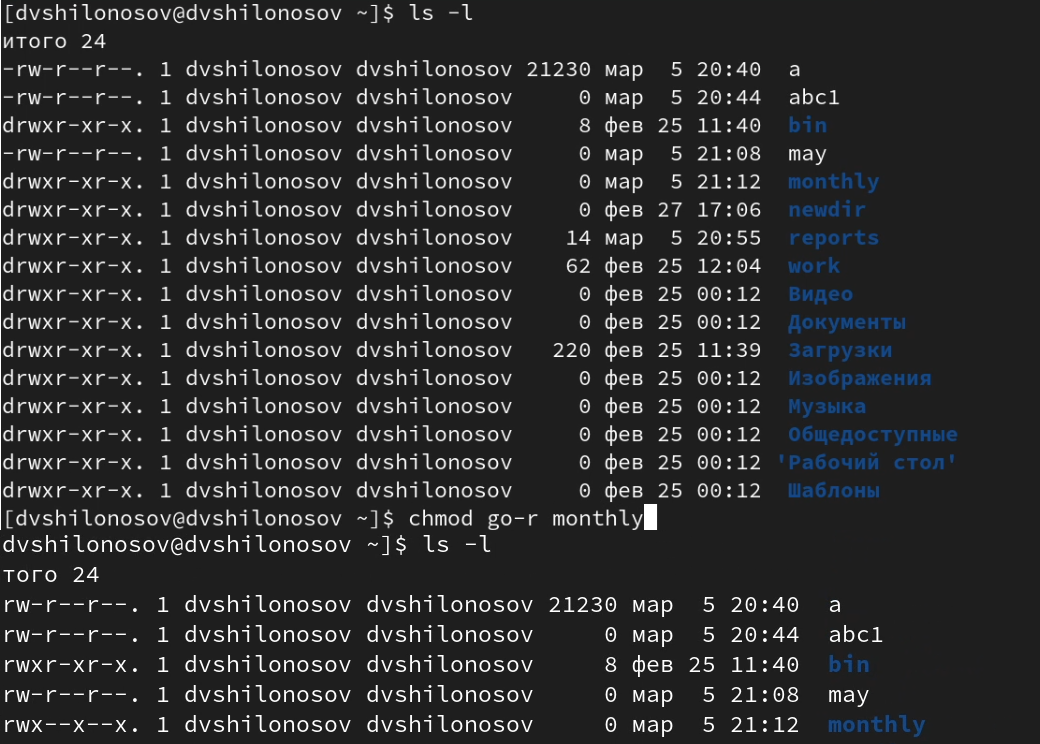 [dvshilonosov@dvshilonosov ~]$ ls -l
итого 24
-rw-r--r--. 1 dvshilonosov dvshilonosov 21230 мар  5 20:40  a
-rw-r--r--. 1 dvshilonosov dvshilonosov     0 мар  5 20:44  abc1
drwxr-xr-x. 1 dvshilonosov dvshilonosov     8 фев 25 11:40  bin
-rw-r--r--. 1 dvshilonosov dvshilonosov     0 мар  5 21:08  may
drwxr-xr-x. 1 dvshilonosov dvshilonosov     0 мар  5 21:12  monthly
drwxr-xr-x. 1 dvshilonosov dvshilonosov     0 фев 27 17:06  newdir
drwxr-xr-x. 1 dvshilonosov dvshilonosov    14 мар  5 20:55  reports
drwxr-xr-x. 1 dvshilonosov dvshilonosov    62 фев 25 12:04  work
drwxr-xr-x. 1 dvshilonosov dvshilonosov     0 фев 25 00:12  Видео
drwxr-xr-x. 1 dvshilonosov dvshilonosov     0 фев 25 00:12  Документы
drwxr-xr-x. 1 dvshilonosov dvshilonosov   220 фев 25 11:39  Загрузки
drwxr-xr-x. 1 dvshilonosov dvshilonosov     0 фев 25 00:12  Изображения
drwxr-xr-x. 1 dvshilonosov dvshilonosov     0 фев 25 00:12  Музыка
drwxr-xr-x. 1 dvshilonosov dvshilonosov     0 фев 25 00:12  Общедоступные
drwxr-xr-x. 1 dvshilonosov dvshilonosov     0 фев 25 00:12 'Рабочий стол'
drwxr-xr-x. 1 dvshilonosov dvshilonosov     0 фев 25 00:12  Шаблоны
[dvshilonosov@dvshilonosov ~]$ chmod go-r monthly
dvshilonosov@dvshilonosov ~]$ ls -l
того 24
rw-r--r--. 1 dvshilonosov dvshilonosov 21230 мар  5 20:40  a
rw-r--r--. 1 dvshilonosov dvshilonosov     0 мар  5 20:44  abc1
rwxr-xr-x. 1 dvshilonosov dvshilonosov     8 фев 25 11:40  bin
rw-r--r--. 1 dvshilonosov dvshilonosov     0 мар  5 21:08  may
rwx--x--x. 1 dvshilonosov dvshilonosov     0 мар  5 21:12  monthly